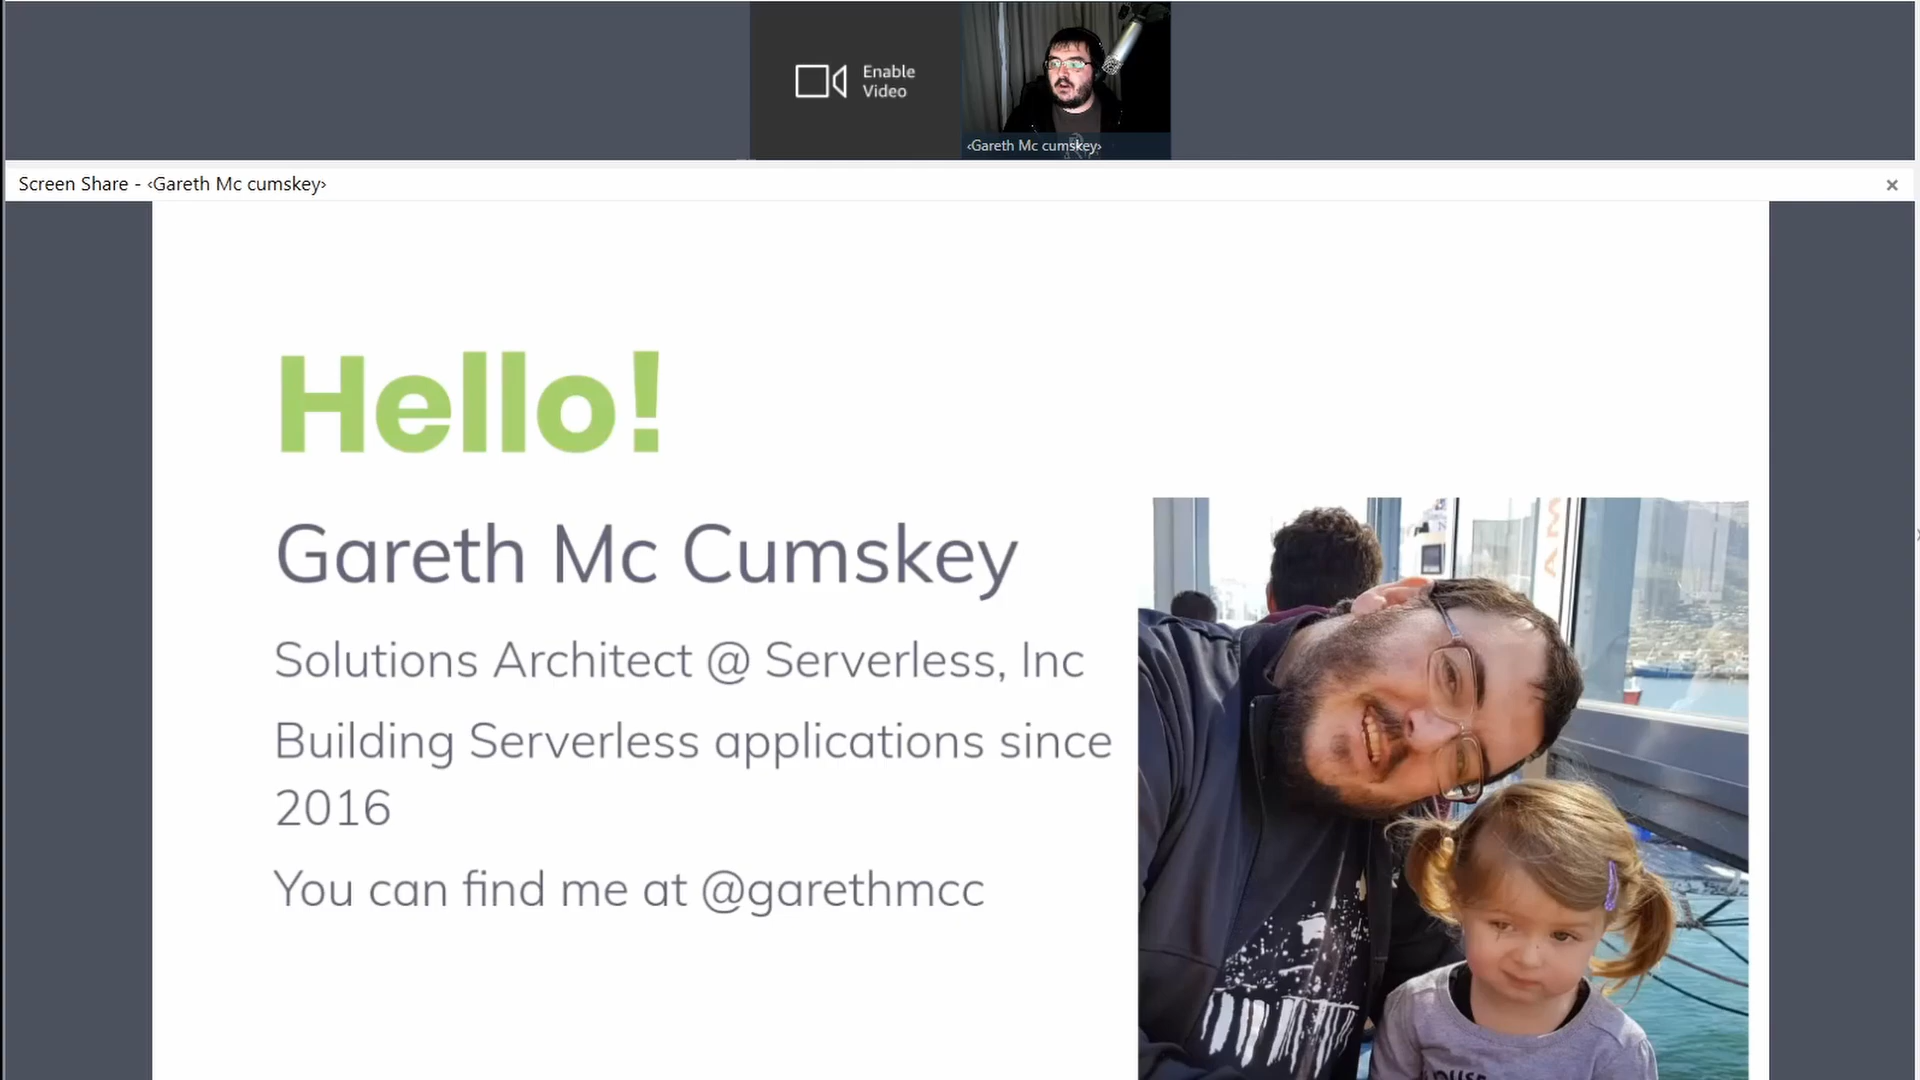 Enable
Video
‹Gareth Mc cumskey›
Screen Share - ‹Gareth Mc cumskey›
Hello!
Gareth Mc Cumskey
Solutions Architect @ Serverless, Inc
Building Serverless applications since
2016
You can find me at @garethmcc